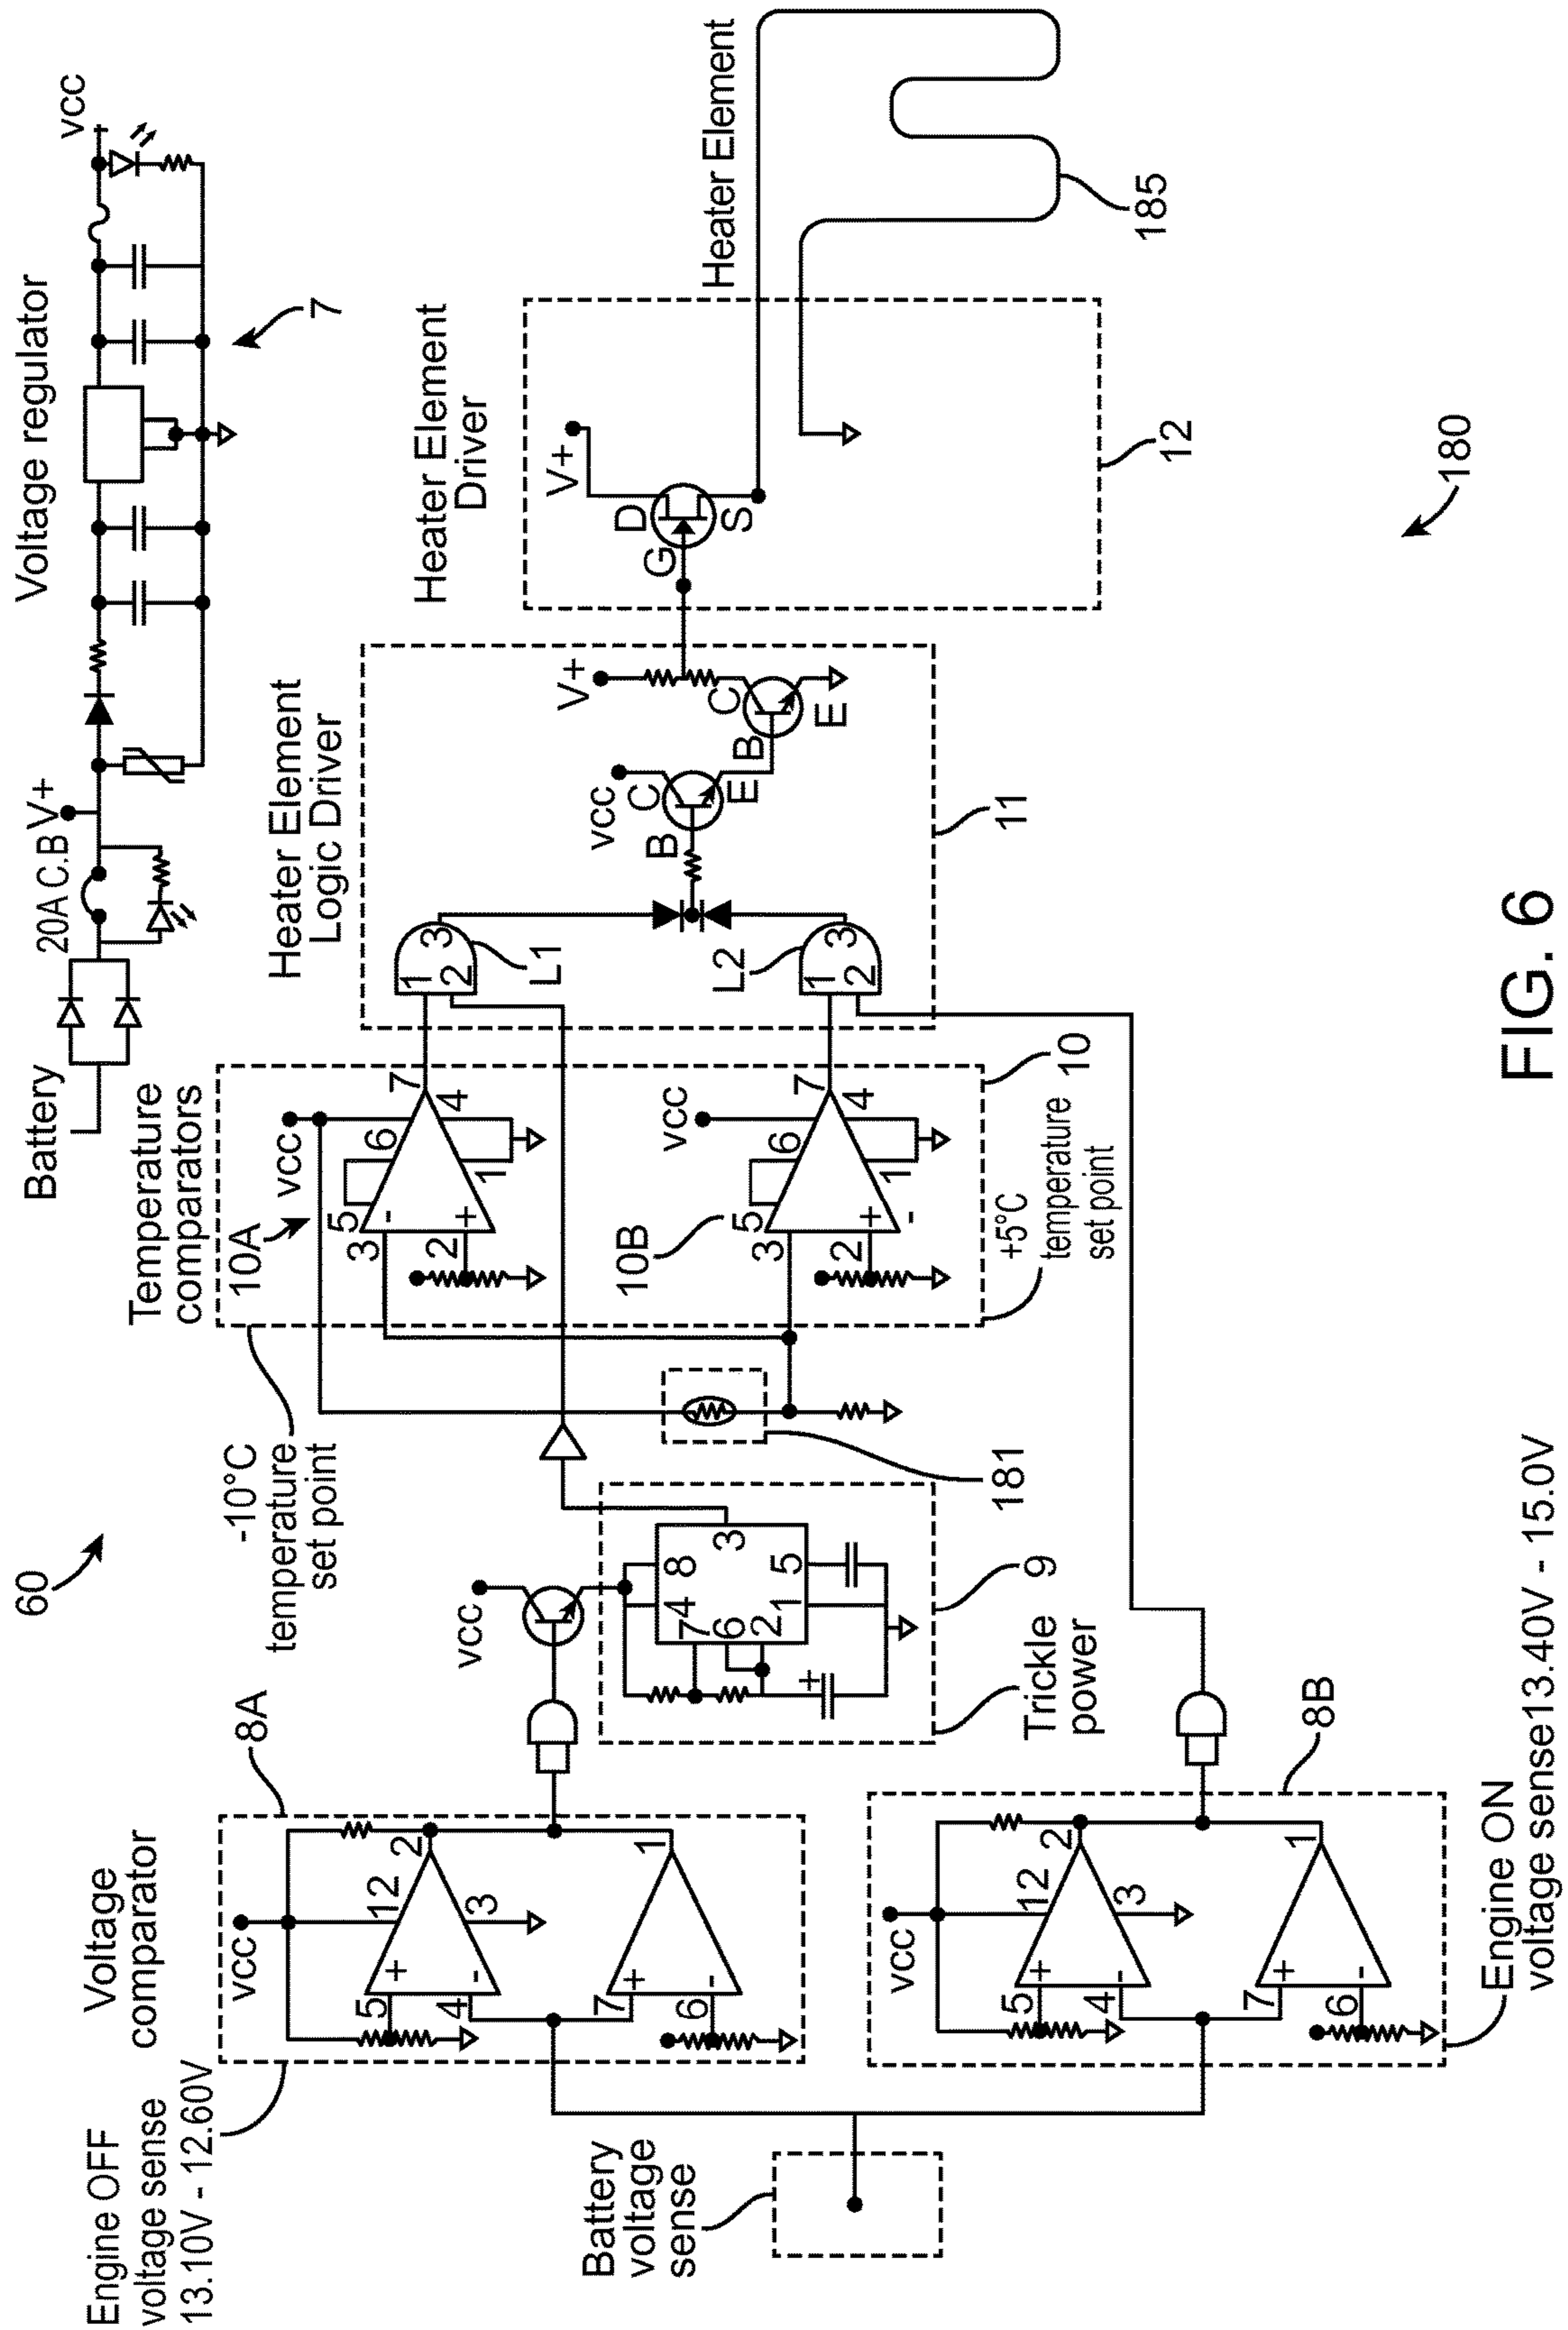 Battery
20A C.B
V+
Voltage regulator
vcc
7
60
-10°C
temperature
set point
Temperature
comparators
10A
vcc
5
6
7
3
-
4
2
+
1
10B
vcc
5
6
7
3
4
2
+
1
-
10
+5°C
temperature
set point
Heater Element
Logic Driver
1
2
3
L1
L2
1
2
3
vcc
B
C
E
V+
B
C
E
11
Heater Element
Driver
V+
D
G
S
12
Heater Element
185
180
Engine OFF
voltage sense
13.10V - 12.60V
Voltage
comparator
8A
vcc
5
+
12
2
4
-
3
7
+
1
6
-
vcc
4
8
7
3
6
2
1
5
9
Trickle
power
181
Battery
voltage
sense
vcc
5
+
12
2
4
-
3
7
+
1
6
-
8B
Engine ON
voltage sense13.40V - 15.0V
FIG. 6